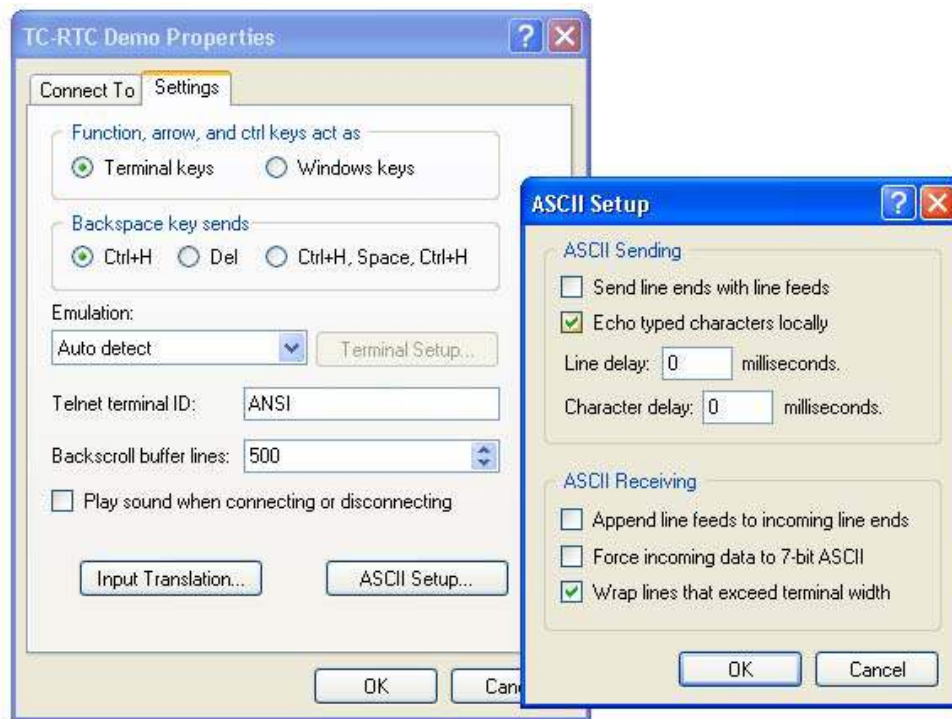 TC-RTC Demo Properties
Connect To Settings
Function, arrow, and ctrl keys act as
Terminal keys Windows keys
Backspace key sends
Ctrl+H Del Ctrl+H, Space, Ctrl+H
Emulation:
Auto detect Terminal Setup...
Telnet terminal ID: ANSI
Backscroll buffer lines: 500
Play sound when connecting or disconnecting
Input Translation... ASCII Setup...
OK Can
ASCII Setup
ASCII Sending
Send line ends with line feeds
Echo typed characters locally
Line delay: 0 milliseconds.
Character delay: 0 milliseconds.
ASCII Receiving
Append line feeds to incoming line ends
Force incoming data to 7-bit ASCII
Wrap lines that exceed terminal width
OK Cancel